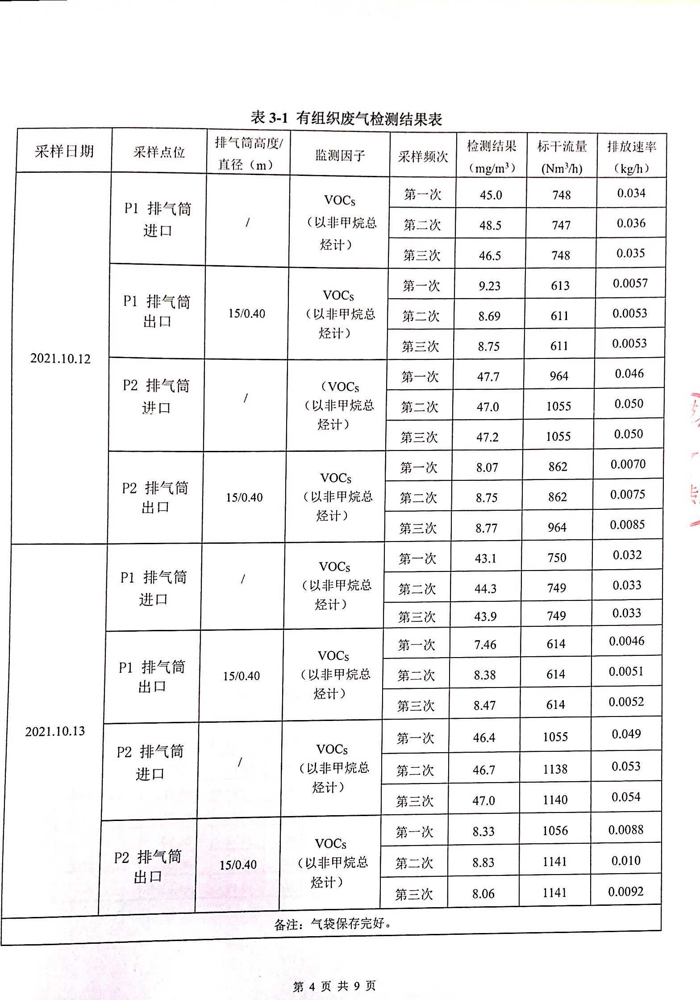 表 3-1 有组织废气检测结果表
采样日期 采样点位 排气筒高度/ 监测因子 采样频次 检测结果 标干流量 排放速率
直径（m） （mg/m³） (Nm³/h) （kg/h）
2021.10.12
P1 排气筒
进口
/
VOCs
（以非甲烷总
烃计）
第一次 45.0 748 0.034
第二次 48.5 747 0.036
第三次 46.5 748 0.035
P1 排气筒
出口
15/0.40
VOCs
（以非甲烷总
烃计）
第一次 9.23 613 0.0057
第二次 8.69 611 0.0053
第三次 8.75 611 0.0053
P2 排气筒
进口
/
（VOCs
（以非甲烷总
烃计）
第一次 47.7 964 0.046
第二次 47.0 1055 0.050
第三次 47.2 1055 0.050
P2 排气筒
出口
15/0.40
VOCs
（以非甲烷总
烃计）
第一次 8.07 862 0.0070
第二次 8.75 862 0.0075
第三次 8.77 964 0.0085
2021.10.13
P1 排气筒
进口
/
VOCs
（以非甲烷总
烃计）
第一次 43.1 750 0.032
第二次 44.3 749 0.033
第三次 43.9 749 0.033
P1 排气筒
出口
15/0.40
VOCs
（以非甲烷总
烃计）
第一次 7.46 614 0.0046
第二次 8.38 614 0.0051
第三次 8.47 614 0.0052
P2 排气筒
进口
/
VOCs
（以非甲烷总
烃计）
第一次 46.4 1055 0.049
第二次 46.7 1138 0.053
第三次 47.0 1140 0.054
P2 排气筒
出口
15/0.40
VOCs
（以非甲烷总
烃计）
第一次 8.33 1056 0.0088
第二次 8.83 1141 0.010
第三次 8.06 1141 0.0092
备注：气袋保存完好。
第 4 页 共 9 页